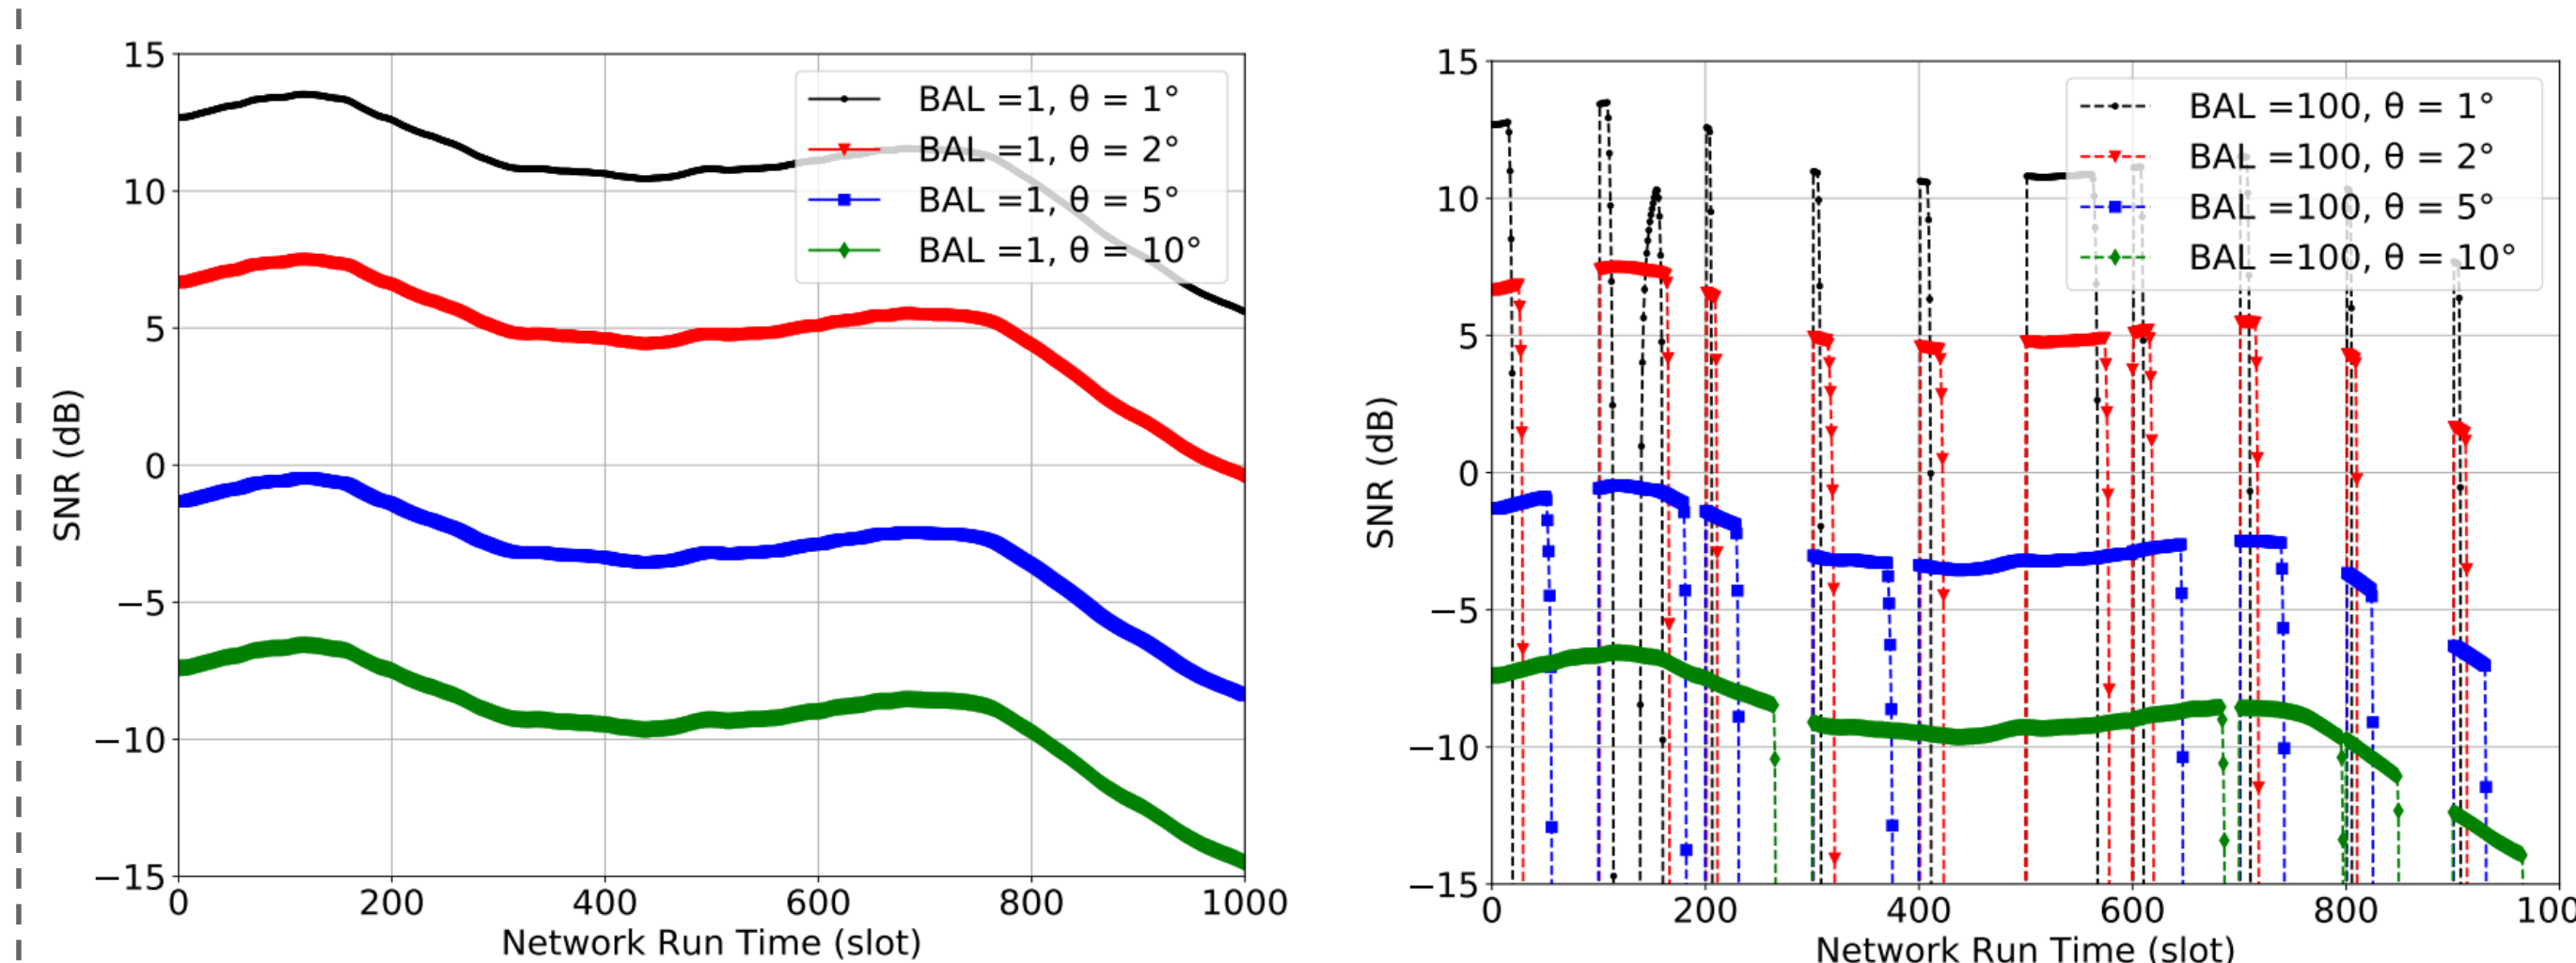 15
10
5
0
−5
−10
−15
SNR (dB)
BAL =1, θ = 1°
BAL =1, θ = 2°
BAL =1, θ = 5°
BAL =1, θ = 10°
0 200 400 600 800 1000
Network Run Time (slot)
15
10
5
0
−5
−10
−15
SNR (dB)
BAL =100, θ = 1°
BAL =100, θ = 2°
BAL =100, θ = 5°
BAL =100, θ = 10°
0 200 400 600 800 100
Network Run Time (slot)